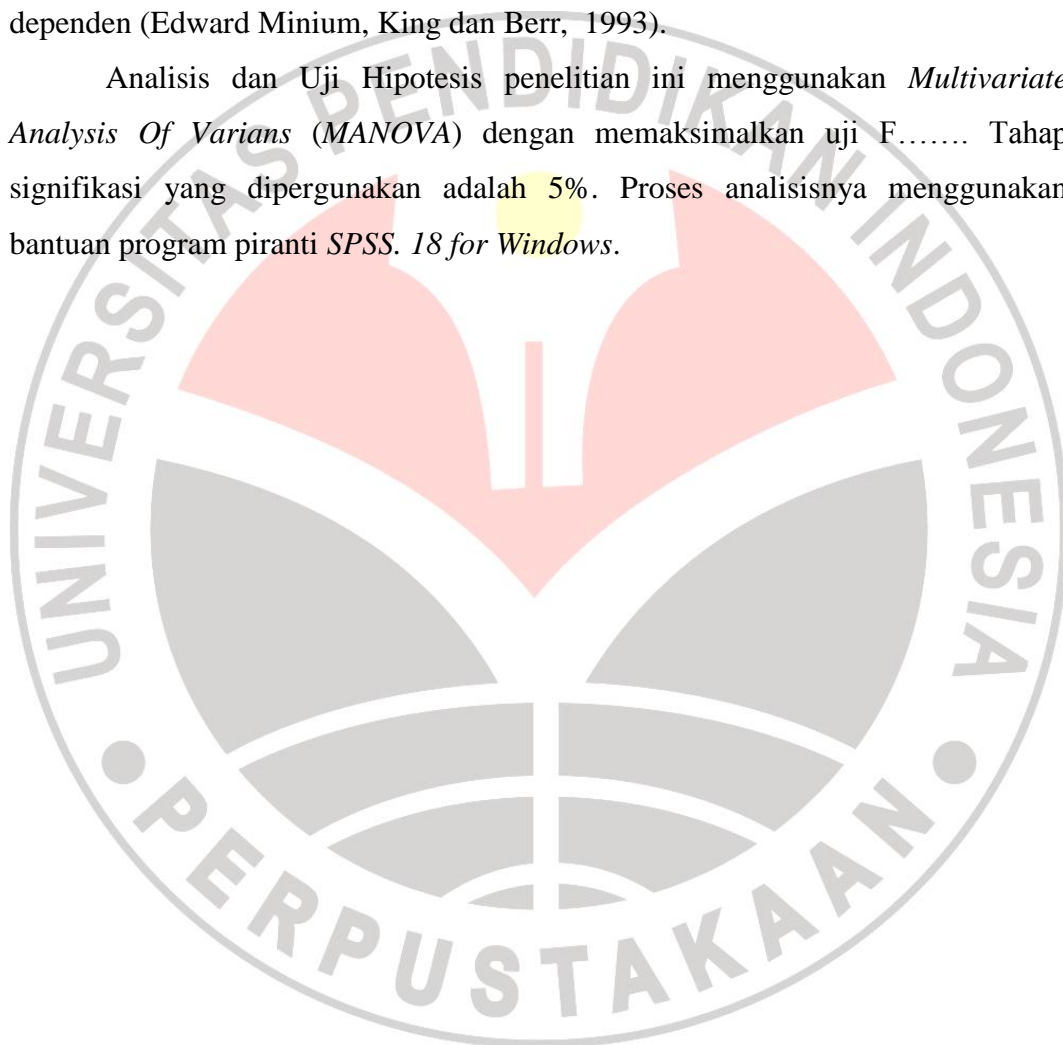 dependen (Edward Minium, King dan Berr, 1993).
Analisis dan Uji Hipotesis penelitian ini menggunakan Multivariate
Analysis Of Varians (MANOVA) dengan memaksimalkan uji F……. Tahap
signifikasi yang dipergunakan adalah 5%. Proses analisisnya menggunakan
bantuan program piranti SPSS. 18 for Windows.
UNIVERSITAS PENDIDIKAN INDONESIA
PERPUSTAKAAN